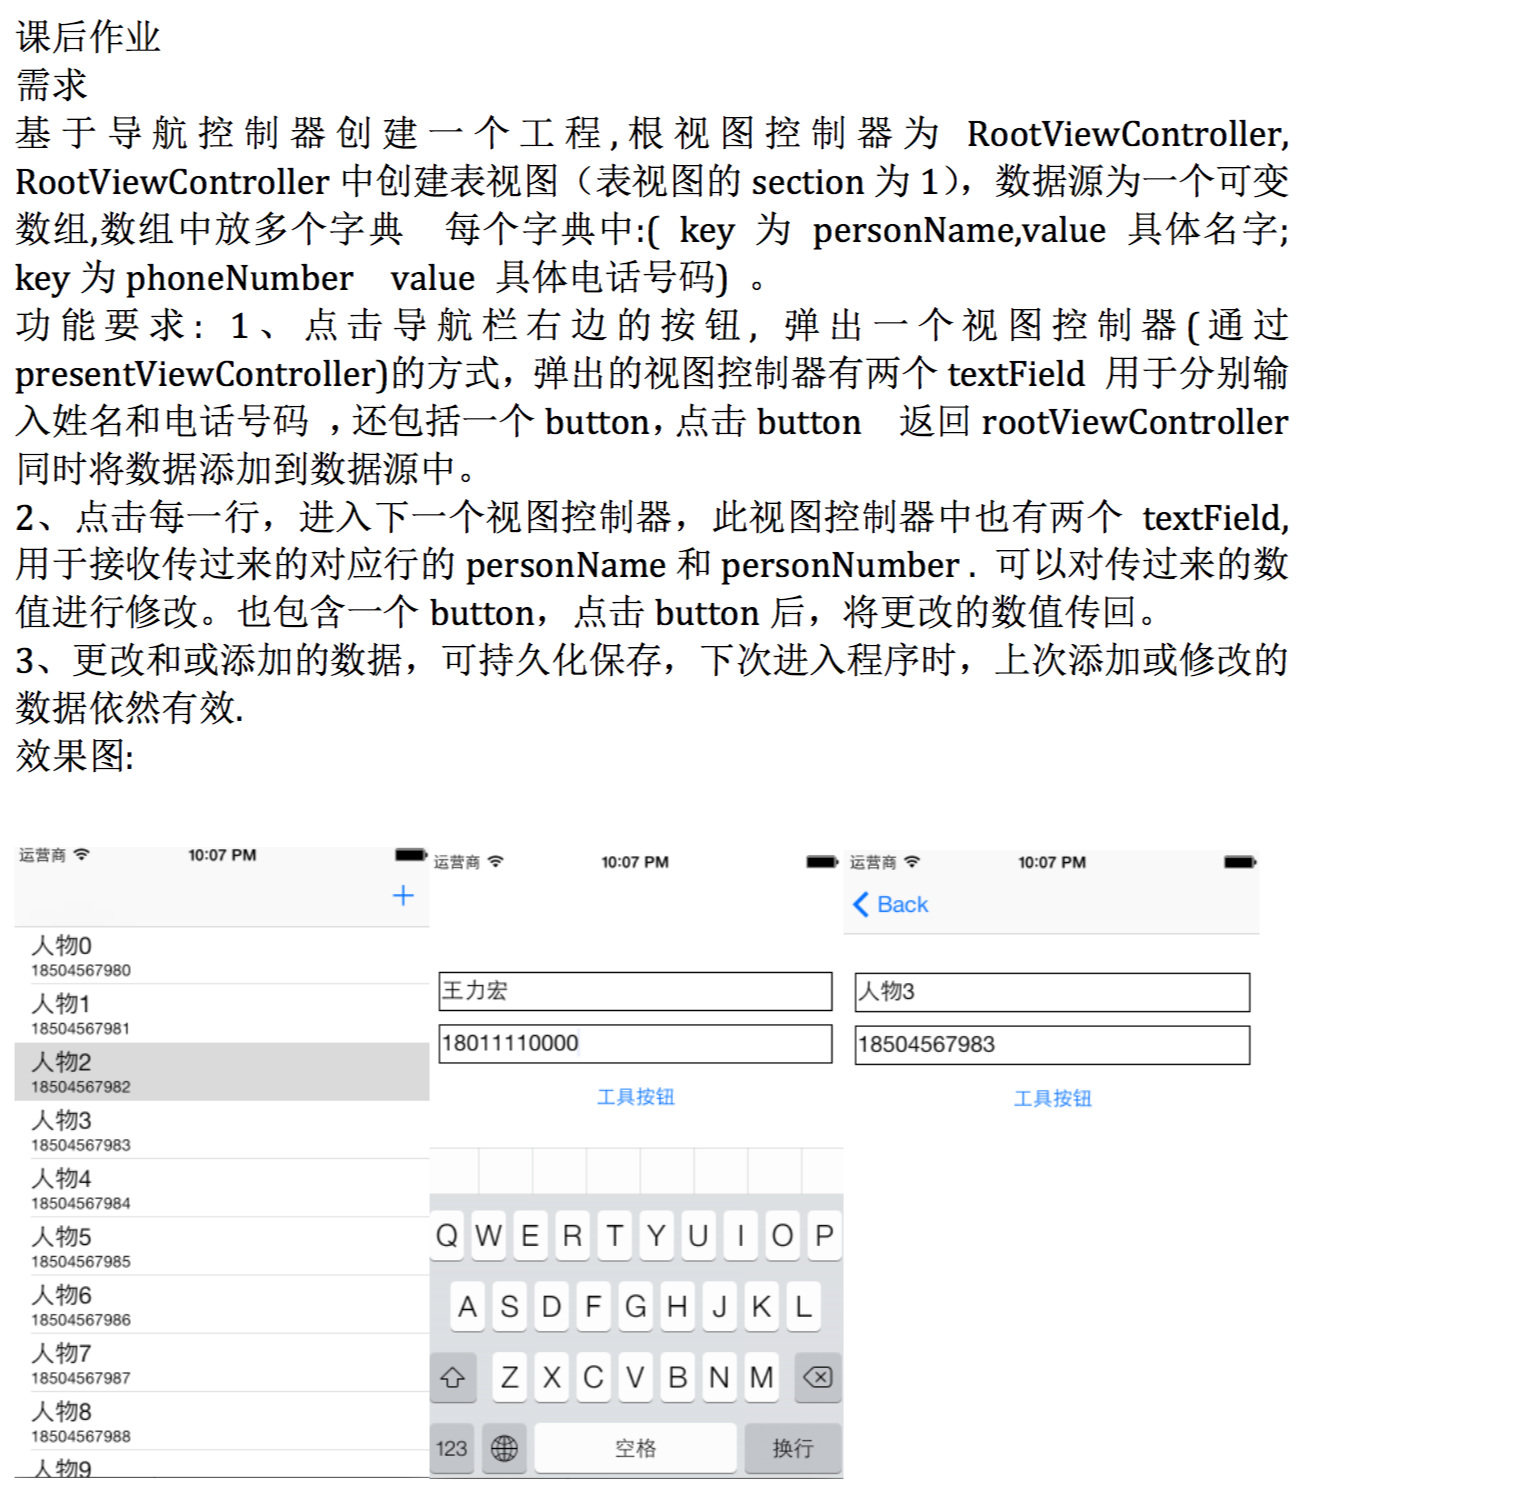 课后作业
需求
基于导航控制器创建一个工程,根视图控制器为 RootViewController,
RootViewController 中创建表视图（表视图的 section 为 1），数据源为一个可变
数组,数组中放多个字典 每个字典中:( key 为 personName,value 具体名字;
key 为 phoneNumber value 具体电话号码) 。
功能要求: 1、点击导航栏右边的按钮, 弹出一个视图控制器(通过
presentViewController)的方式，弹出的视图控制器有两个 textField 用于分别输
入姓名和电话号码 ，还包括一个 button，点击 button 返回 rootViewController
同时将数据添加到数据源中。
2、点击每一行，进入下一个视图控制器，此视图控制器中也有两个 textField,
用于接收传过来的对应行的 personName 和 personNumber . 可以对传过来的数
值进行修改。也包含一个 button，点击 button 后，将更改的数值传回。
3、更改和或添加的数据，可持久化保存，下次进入程序时，上次添加或修改的
数据依然有效.
效果图:
运营商 10:07 PM
+
人物0
18504567980
人物1
18504567981
人物2
18504567982
人物3
18504567983
人物4
18504567984
人物5
18504567985
人物6
18504567986
人物7
18504567987
人物8
18504567988
人物9
运营商 10:07 PM
王力宏
18011110000
工具按钮
Q W E R T Y U I O P
A S D F G H J K L
Z X C V B N M
123 空格 换行
运营商 10:07 PM
Back
人物3
18504567983
工具按钮